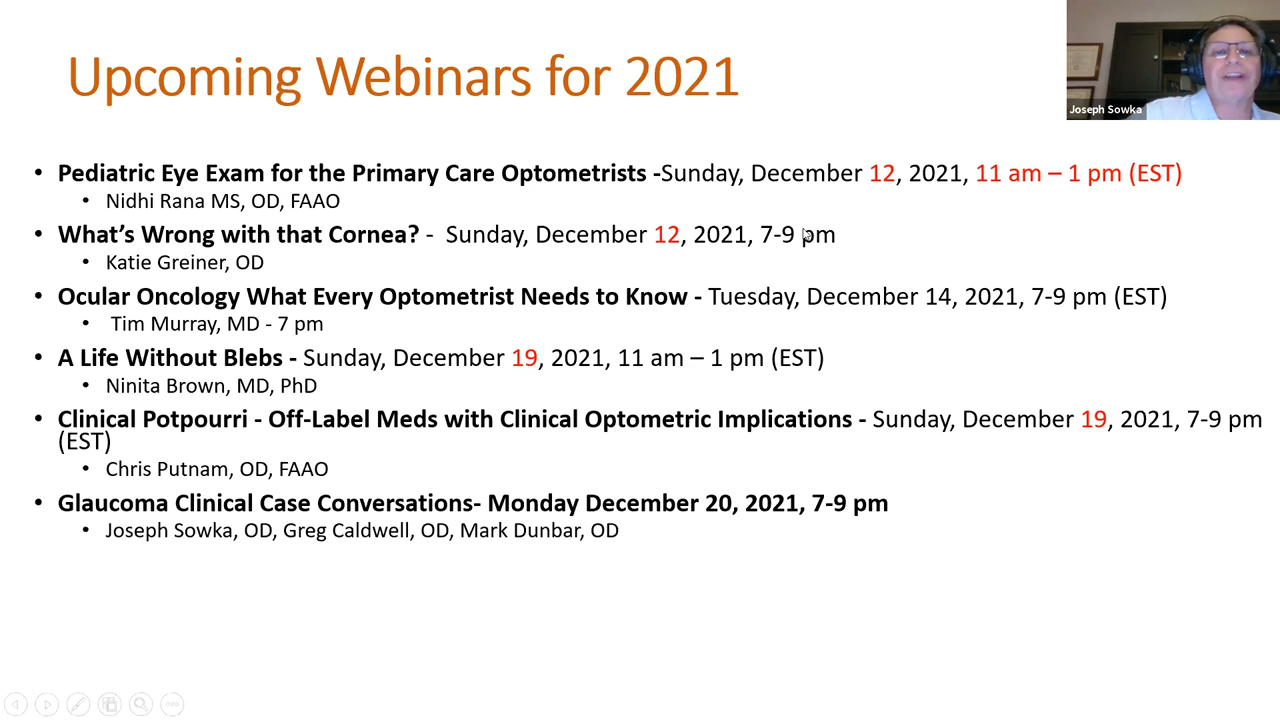 Upcoming Webinars for 2021
Joseph Sowka
• Pediatric Eye Exam for the Primary Care Optometrists -Sunday, December 12, 2021, 11 am – 1 pm (EST)
• Nidhi Rana MS, OD, FAAO
• What's Wrong with that Cornea? - Sunday, December 12, 2021, 7-9 pm
• Katie Greiner, OD
• Ocular Oncology What Every Optometrist Needs to Know - Tuesday, December 14, 2021, 7-9 pm (EST)
• Tim Murray, MD - 7 pm
• A Life Without Blebs - Sunday, December 19, 2021, 11 am – 1 pm (EST)
• Ninita Brown, MD, PhD
• Clinical Potpourri - Off-Label Meds with Clinical Optometric Implications - Sunday, December 19, 2021, 7-9 pm
(EST)
• Chris Putnam, OD, FAAO
• Glaucoma Clinical Case Conversations- Monday December 20, 2021, 7-9 pm
• Joseph Sowka, OD, Greg Caldwell, OD, Mark Dunbar, OD